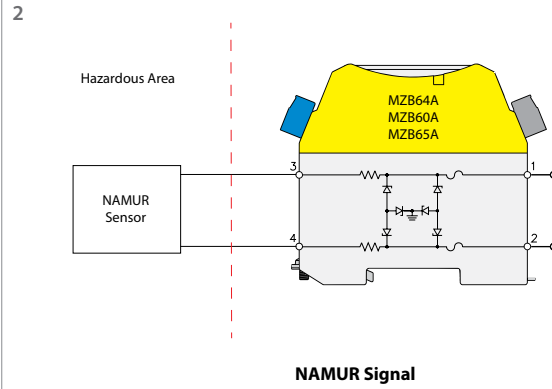 2
Hazardous Area
MZB64A
MZB60A
MZB65A
3
1
NAMUR
Sensor
4
2
NAMUR Signal